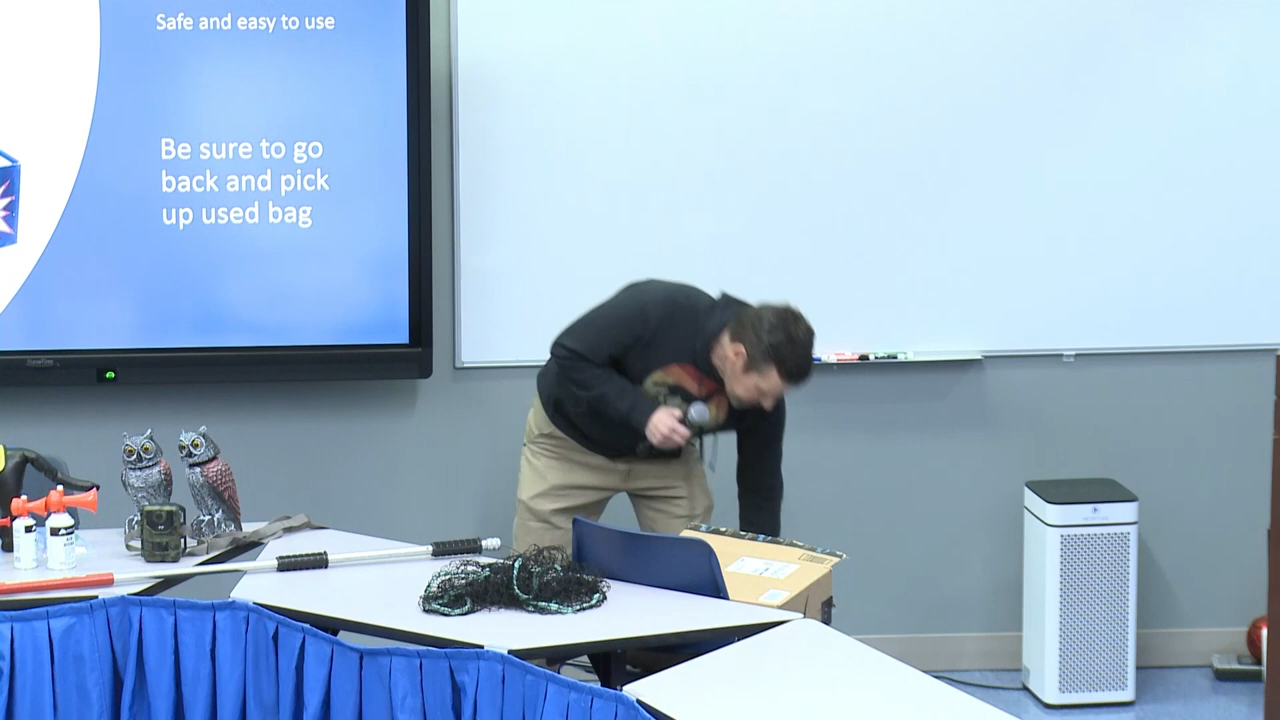 Safe and easy to use
Be sure to go
back and pick
up used bag